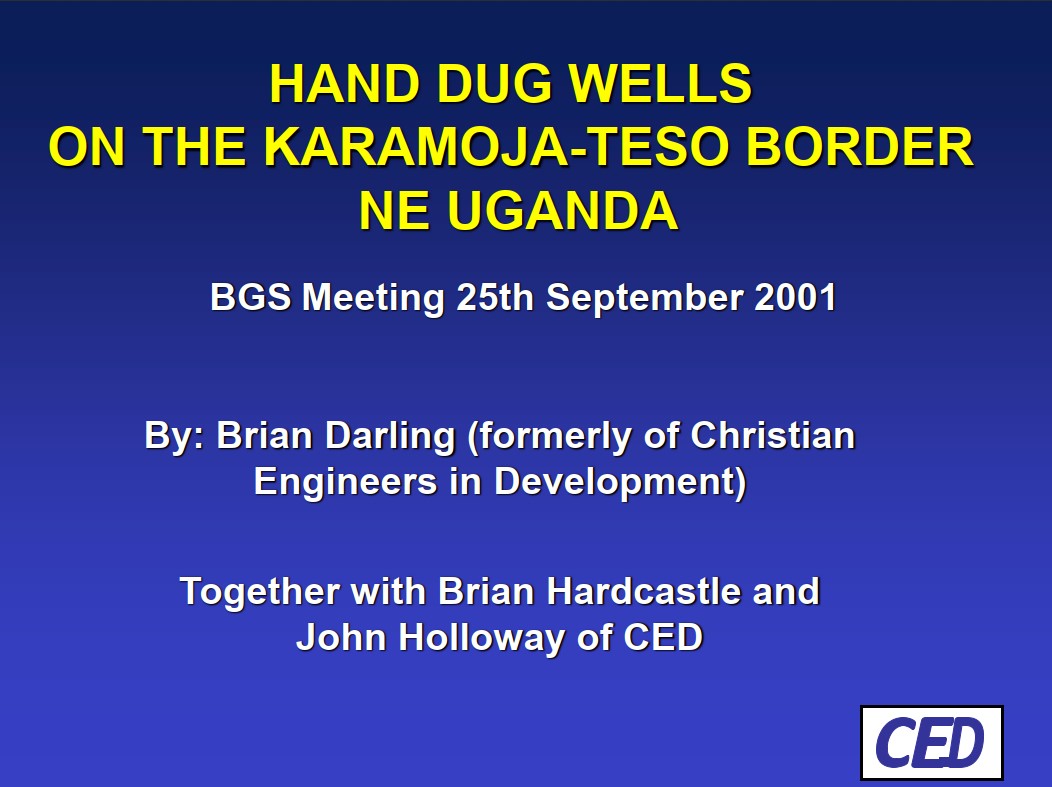 HAND DUG WELLS
ON THE KARAMOJA-TESO BORDER
NE UGANDA
BGS Meeting 25th September 2001
By: Brian Darling (formerly of Christian
Engineers in Development)
Together with Brian Hardcastle and
John Holloway of CED
CED